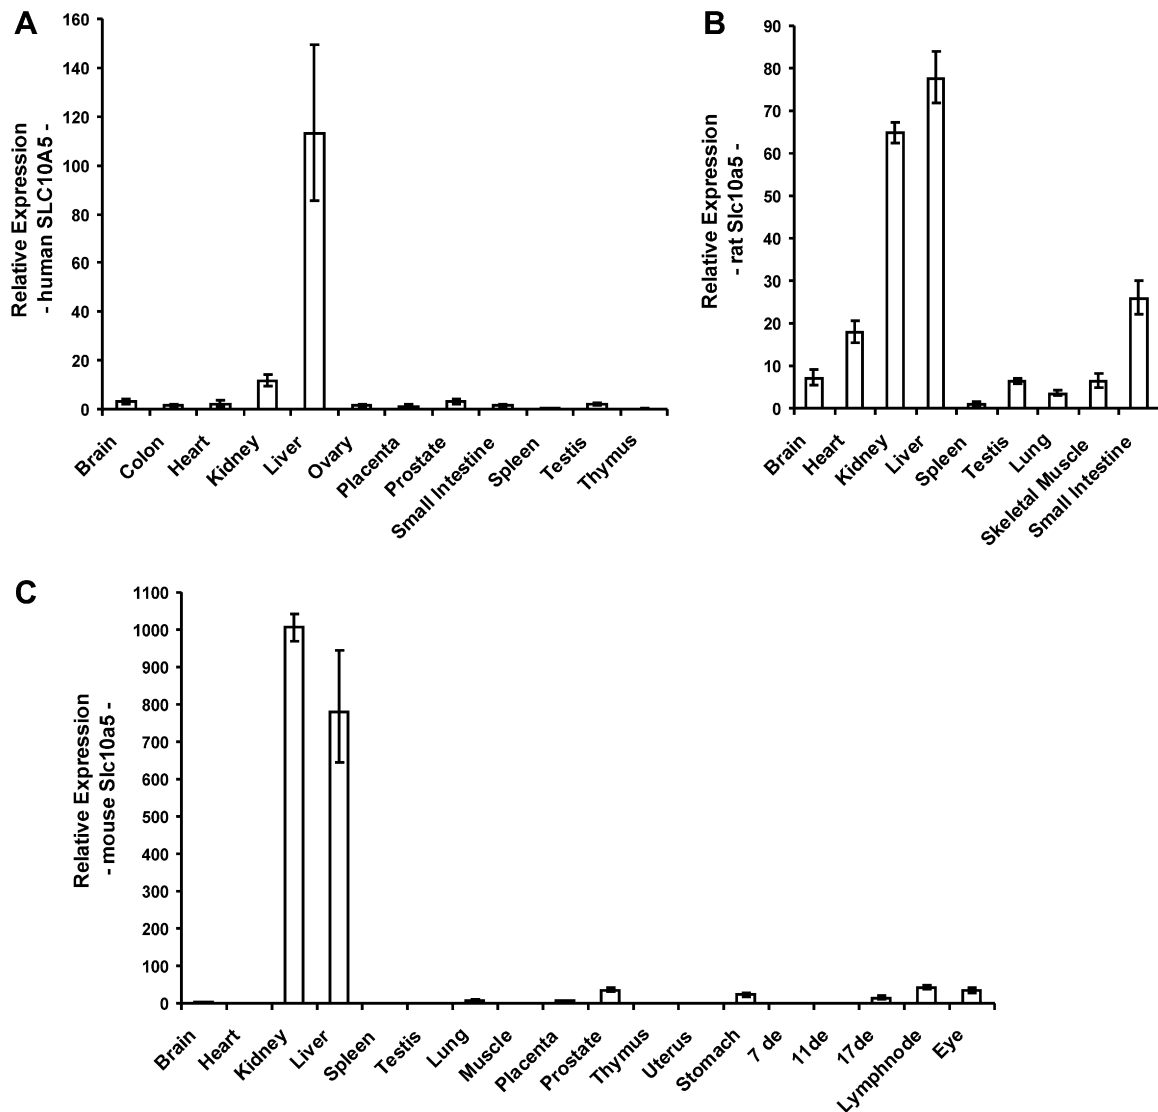 A
160
140
120
100
80
60
40
20
0
Relative Expression
- human SLC10A5 -
Brain
Colon
Heart
Kidney
Liver
Ovary
Placenta
Prostate
Small Intestine
Spleen
Testis
Thymus
B
90
80
70
60
50
40
30
20
10
0
Relative Expression
- rat Slc10a5 -
Brain
Heart
Kidney
Liver
Spleen
Testis
Lung
Skeletal Muscle
Small Intestine
C
1100
1000
900
800
700
600
500
400
300
200
100
0
Relative Expression
- mouse Slc10a5 -
Brain
Heart
Kidney
Liver
Spleen
Testis
Lung
Muscle
Placenta
Prostate
Thymus
Uterus
Stomach
7 de
11de
17de
Lymphnode
Eye